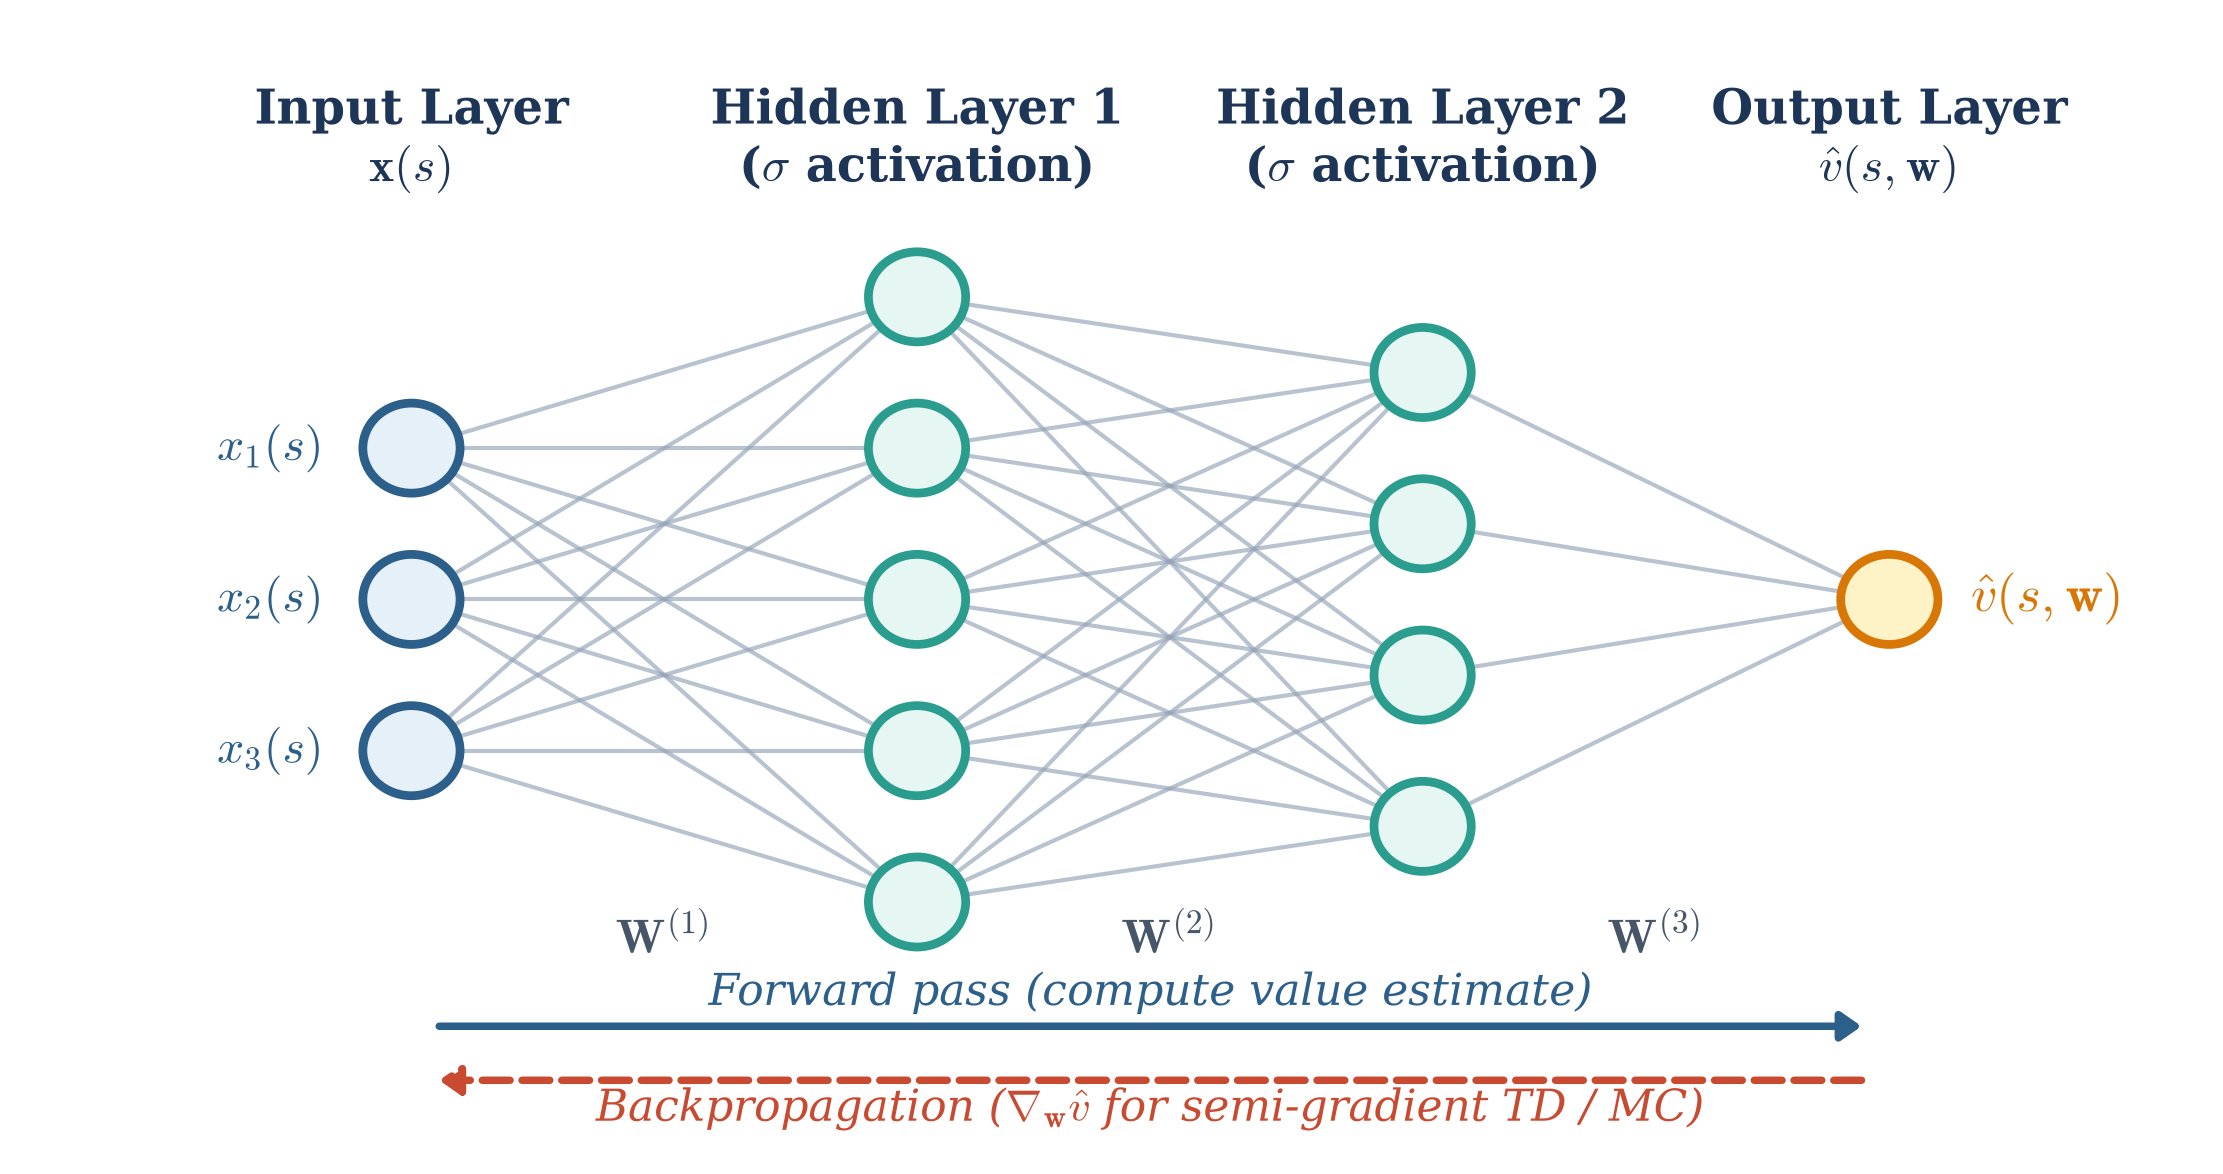 Input Layer
x(s)
Hidden Layer 1
(σ activation)
Hidden Layer 2
(σ activation)
Output Layer
v̂(s, w)
x₁(s)
x₂(s)
x₃(s)
v̂(s, w)
W⁽¹⁾
W⁽²⁾
W⁽³⁾
Forward pass (compute value estimate)
Backpropagation (∇_w v̂ for semi-gradient TD / MC)